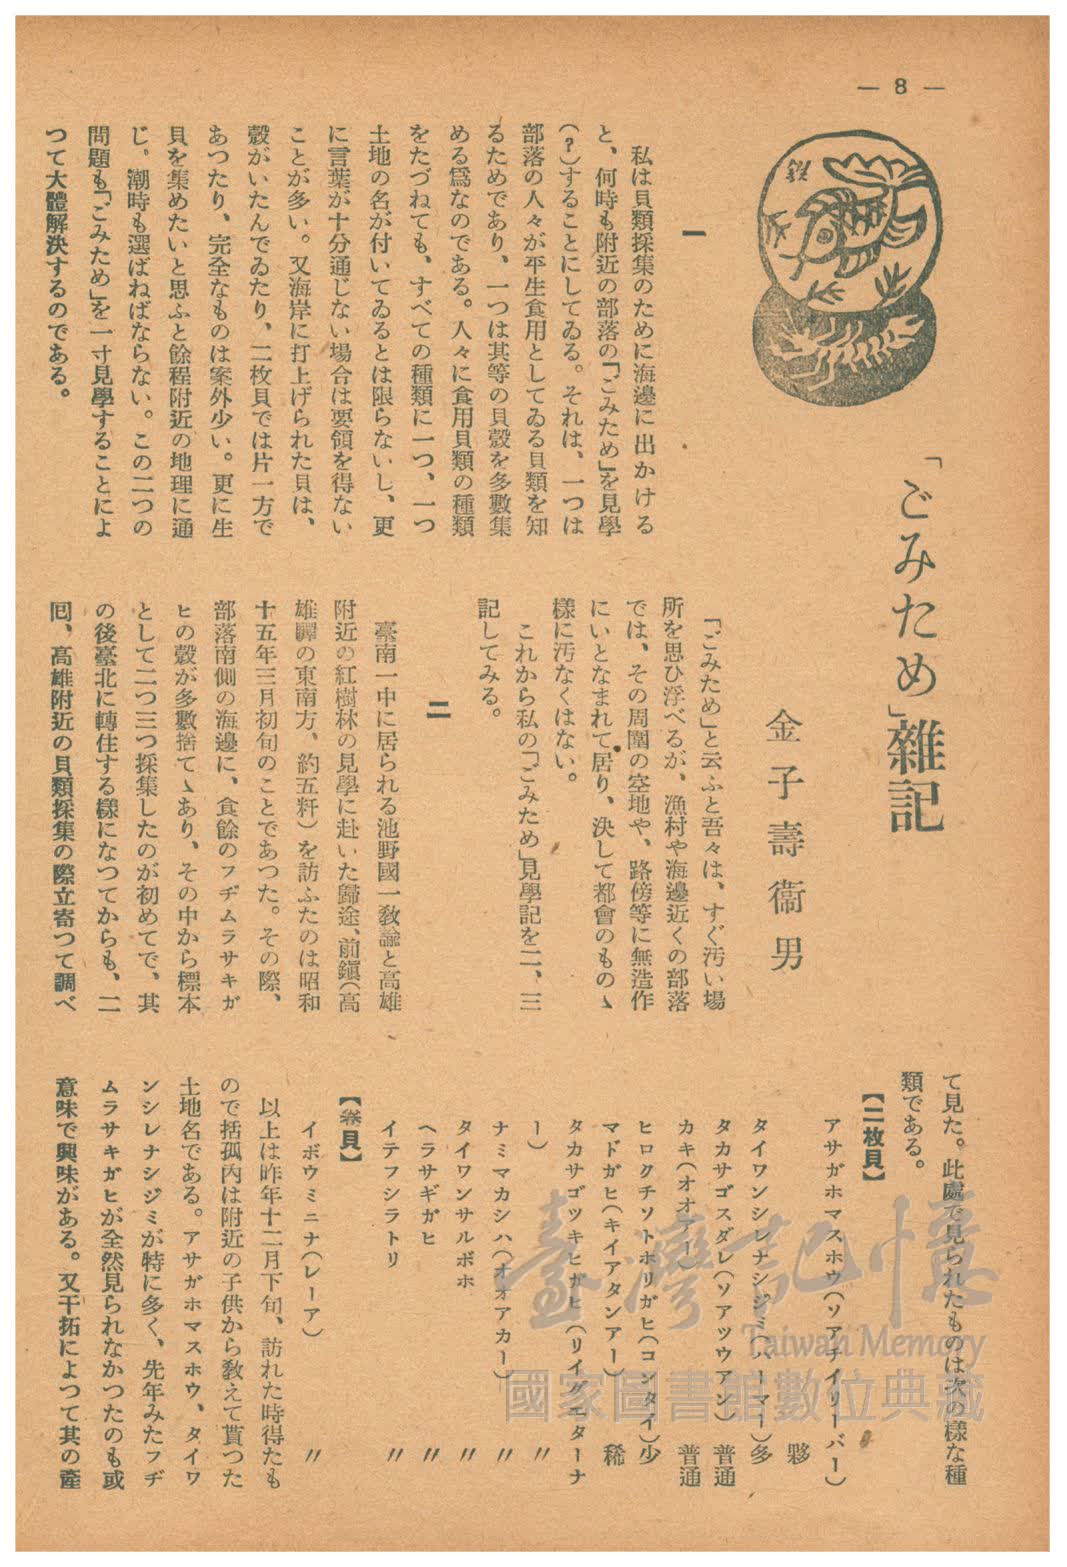 — 8 —
「ごみため」雜記
金子壽衞男
一
私は貝類採集のために海邊に出かける
と、何時も附近の部落の「ごみため」を見學
(?)することにしてゐる。それは、一つは
部落の人々が平生食用としてゐる貝類を知
るためであり、一つは其等の貝殼を多數集
める爲なのである。人々に食用貝類の種類
をたづねても、すべての種類に一つ、一つ
土地の名が付いてゐるとは限らないし、更
に言葉が十分通じない場合は要領を得ない
ことが多い。又海岸に打上げられた貝は、
殼がいたんでゐたり、二枚貝では片一方で
あつたり、完全なものは案外少い。更に生
貝を集めたいと思ふと餘程附近の地理に通
じ。潮時も選ばねばならない。この二つの
問題も「ごみため」を一寸見學することによ
つて大體解決するのである。
「ごみため」と云ふと吾々は、すぐ汚い場
所を思ひ浮べるが、漁村や海邊近くの部落
では、その周圍の空地や、路傍等に無造作
にいとなまれて居り、決して都會のものゝ
樣に汚なくはない。
これから私の「ごみため」見學記を二、三
記してみる。
二
臺南一中に居られる池野國一敎諭と高雄
附近の紅樹林の見學に赴いた歸途、前鎭(高
雄驛の東南方、約五粁)を訪ふたのは昭和
十五年三月初旬のことであつた。その際、
部落南側の海邊に、食餘のフヂムラサキガ
ヒの殼が多數捨てゝあり、その中から標本
として二つ三つ採集したのが初めてで、其
の後臺北に轉住する樣になつてからも、二
囘、高雄附近の貝類採集の際立寄つて調べ
て見た。此處で見られたものは次の樣な種
類である。
【二枚貝】
アサガホマスホウ(ソアテイリーバー)
夥
タイワンシレナシジミ(ハーマー)多
タカサゴスダレ(ソアツウアン)普通
カキ(オオアー)普通
ヒロクチソトホリガヒ(コンタイ)少
マドガヒ(キイアタンアー)稀
タカサゴツキヒガヒ(リイグエターナ
ー)〃
ナミマカシハ(オオアカー)〃
タイワンサルボホ〃
ヘラサギガヒ〃
イテフシラトリ〃
【卷貝】
イボウミニナ(レーア)〃
以上は昨年十二月下旬、訪れた時得たも
ので括孤內は附近の子供から敎えて貰つた
土地名である。アサガホマスホウ、タイワ
ンシレナシジミが特に多く、先年みたフヂ
ムラサキガヒが全然見られなかつたのも或
意味で興味がある。又干拓によつて其の產
臺灣記憶
Taiwan Memory
國家圖書館數位典藏